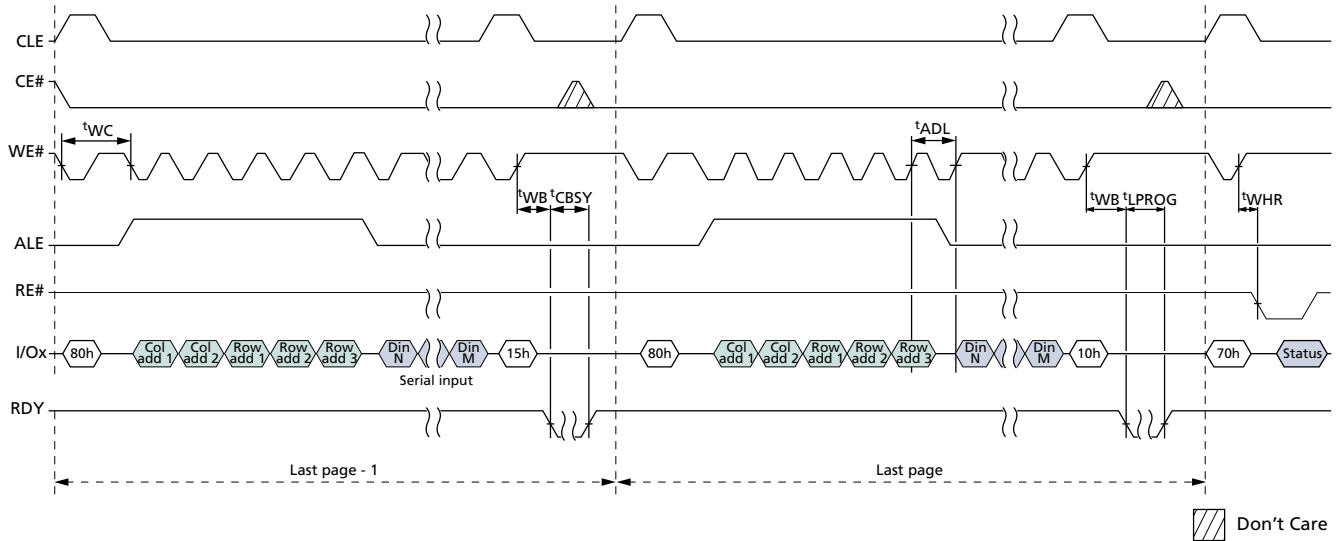 CLE
CE#
tWC
tADL
WE#
tWB tCBSY
tWB tLPROG
tWHR
ALE
RE#
I/Ox
80h
Col add 1
Col add 2
Row add 1
Row add 2
Row add 3
Din N
Din M
15h
80h
Col add 1
Col add 2
Row add 1
Row add 2
Row add 3
Din N
Din M
10h
70h
Status
Serial input
RDY
Last page - 1
Last page
Don't Care